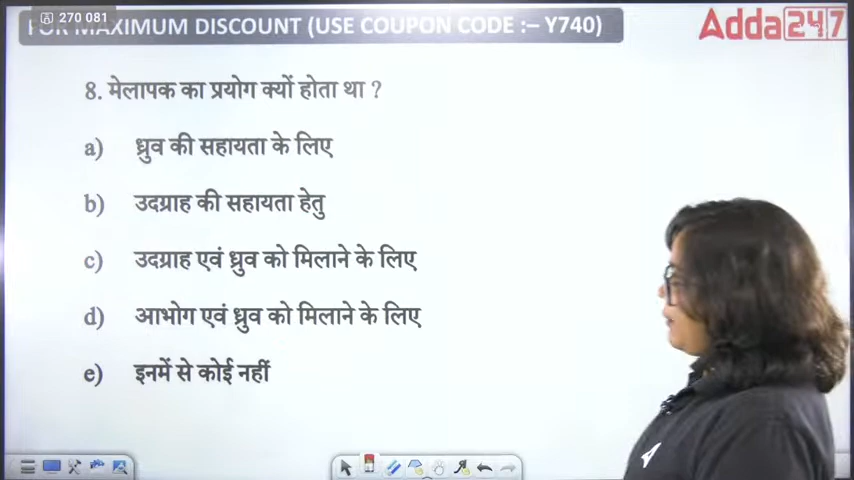 270 081
FOR MAXIMUM DISCOUNT (USE COUPON CODE :– Y740)
Adda247
8. मेलापक का प्रयोग क्यों होता था ?
a) ध्रुव की सहायता के लिए
b) उदग्राह की सहायता हेतु
c) उदग्राह एवं ध्रुव को मिलाने के लिए
d) आभोग एवं ध्रुव को मिलाने के लिए
e) इनमें से कोई नहीं